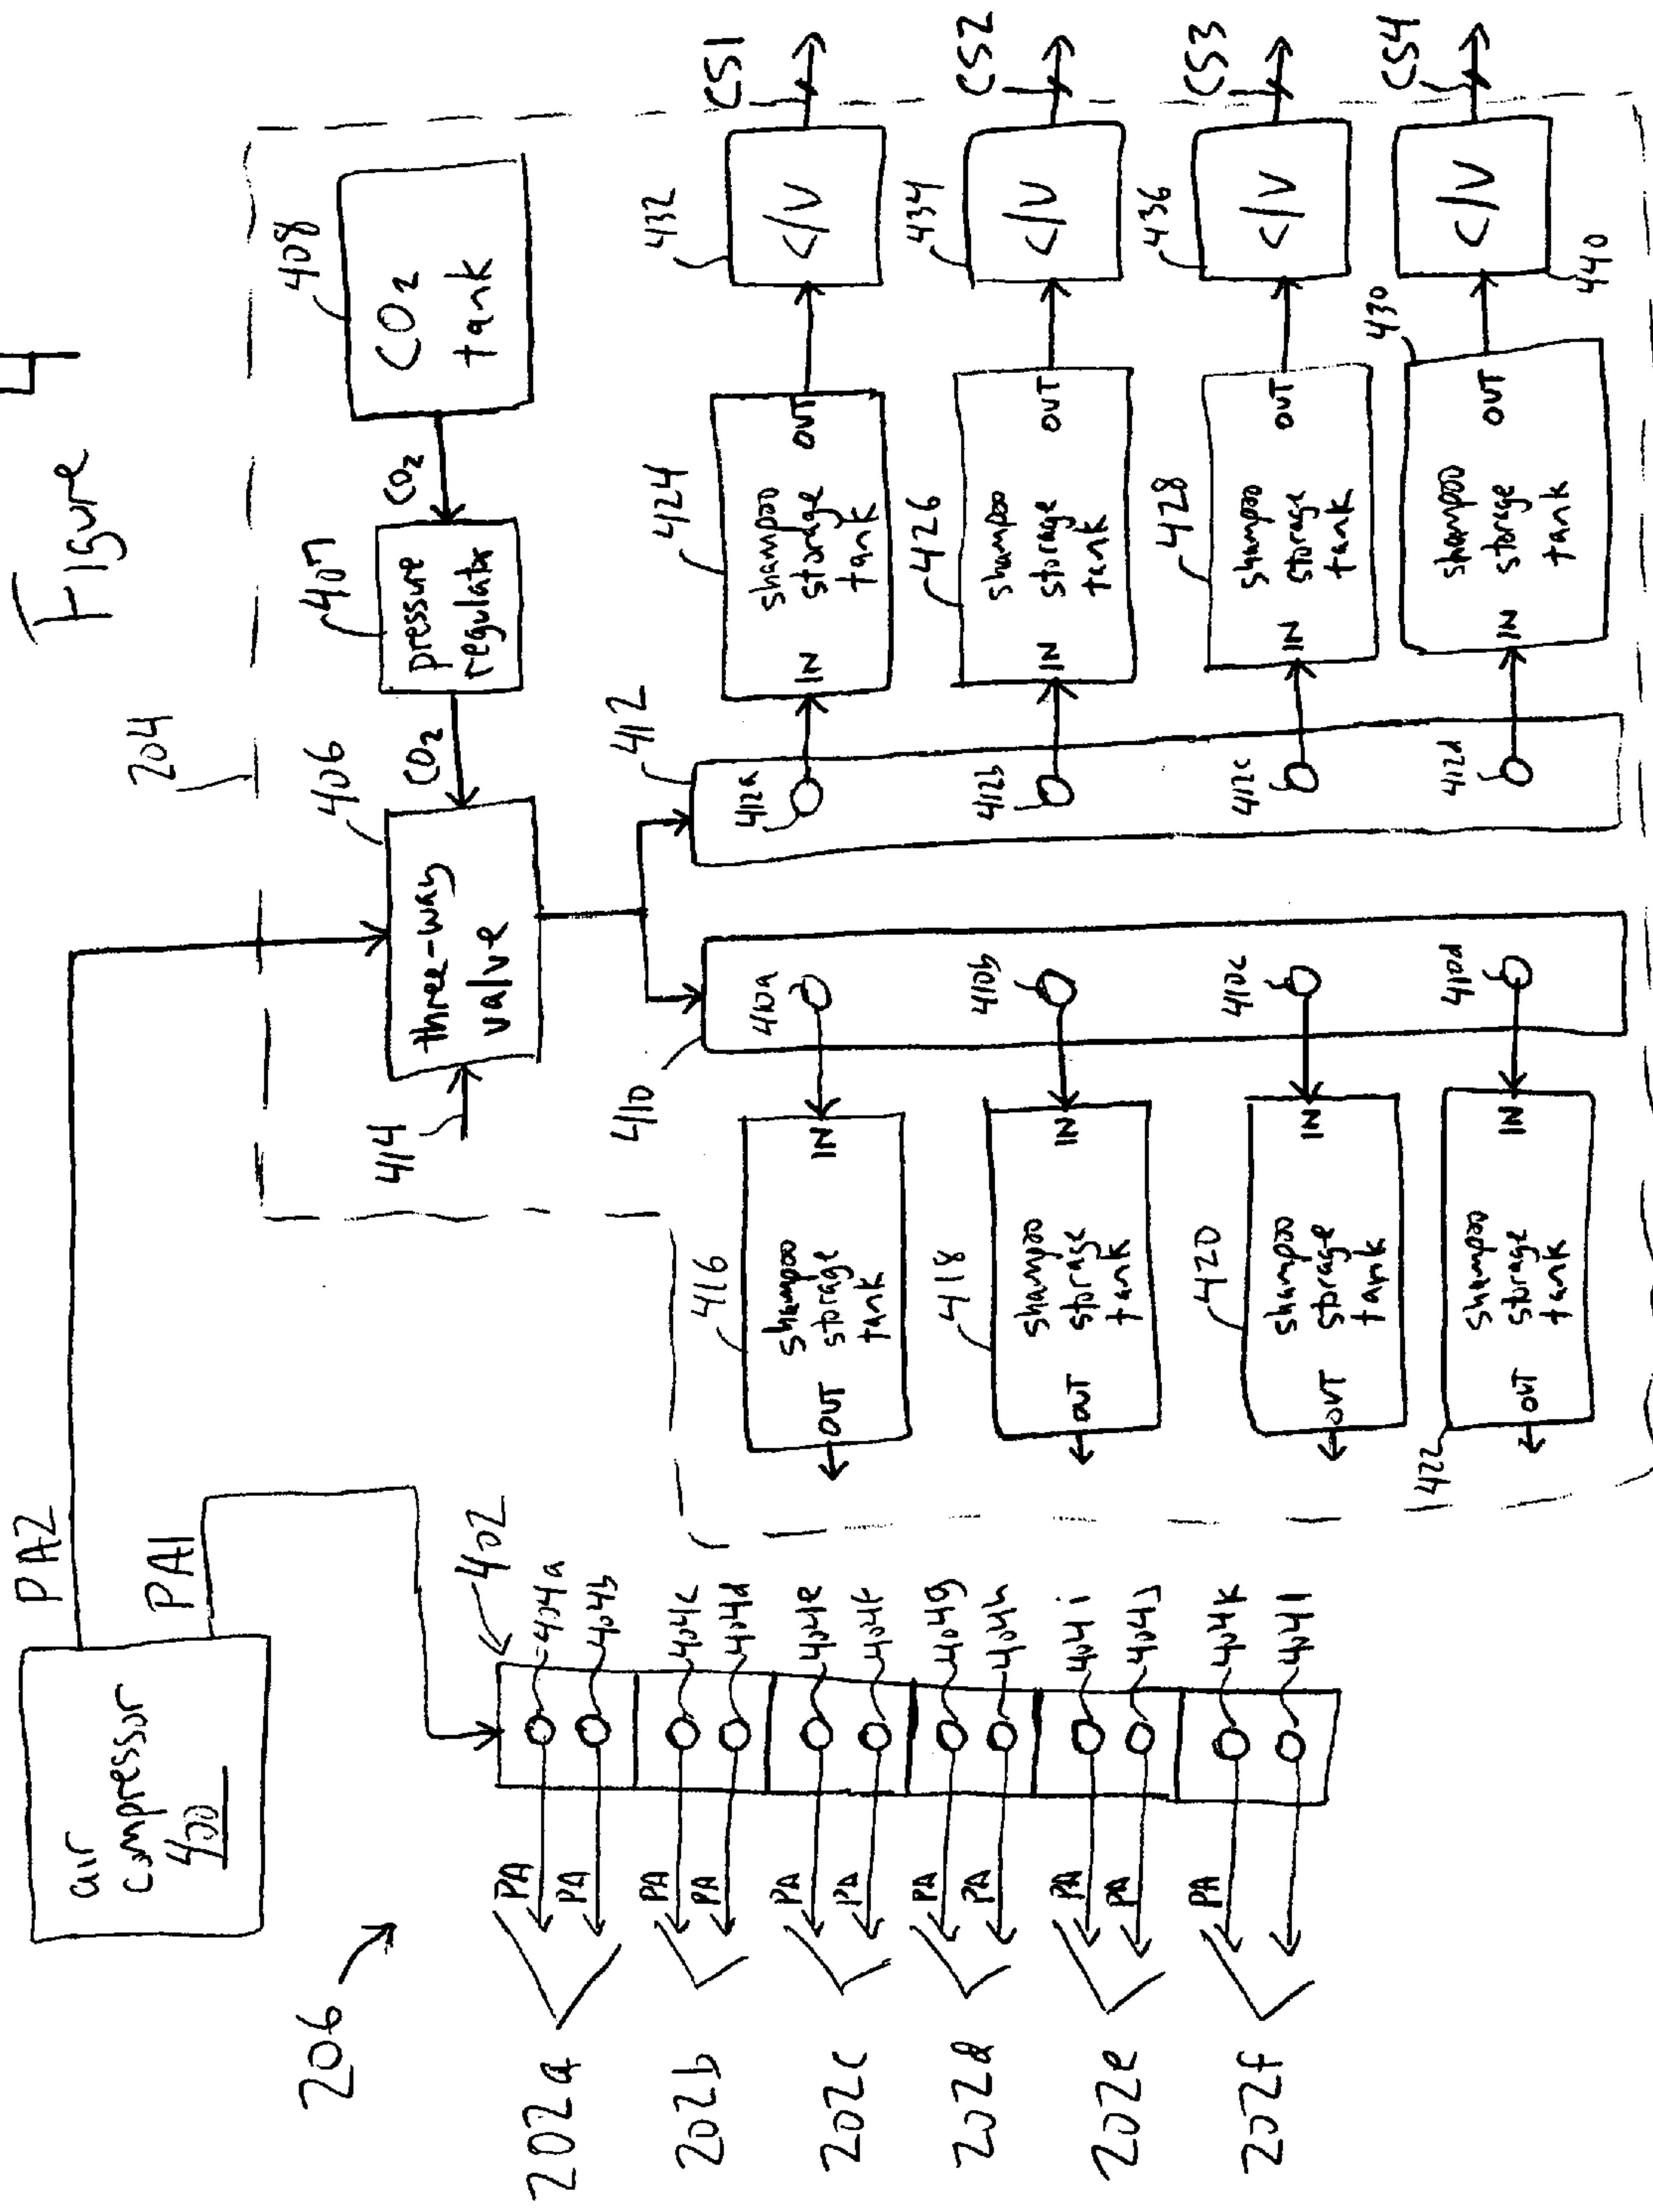 Figure 4
206
air
compressor
400
PA2
PA1
204
three-way
valve
406
414
CO2
pressure
regulator
407
CO2
CO2
tank
408
402
404a
404b
404c
404d
404e
404f
404g
404h
404i
404j
404k
404l
PA
PA
PA
PA
PA
PA
PA
PA
PA
PA
PA
202a
202b
202c
202d
202e
202f
410
410a
410b
410c
410d
412
412a
412b
412c
412d
416
OUT
shampoo
storage
tank
IN
424
IN
shampoo
storage
tank
OUT
432
C/V
CS1
418
OUT
shampoo
storage
tank
IN
426
IN
shampoo
storage
tank
OUT
434
C/V
CS2
420
OUT
shampoo
storage
tank
IN
428
IN
shampoo
storage
tank
OUT
436
C/V
CS3
422
OUT
shampoo
storage
tank
IN
430
IN
shampoo
storage
tank
OUT
440
C/V
CS4